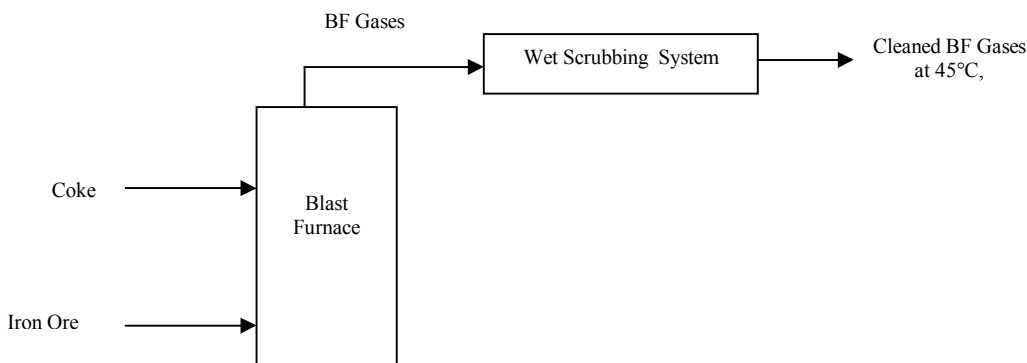 BF Gases
Wet Scrubbing System
Cleaned BF Gases
at 45°C,
Coke
Blast
Furnace
Iron Ore